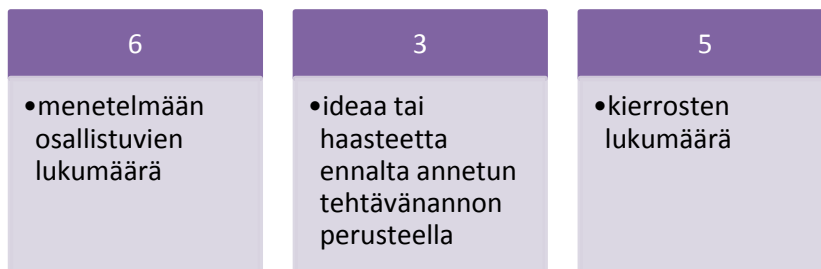 6
•menetelmään
osallistuvien
lukumäärä
3
•ideaa tai
haasteetta
ennalta annetun
tehtävänannon
perusteella
5
•kierrosten
lukumäärä